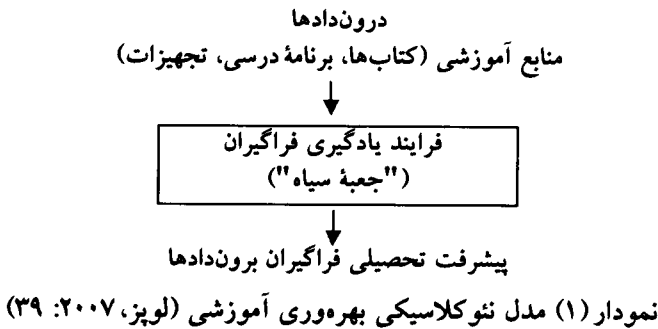 درون‌دادها
منابع آموزشی (کتاب‌ها، برنامهٔ درسی، تجهیزات)
فرایند یادگیری فراگیران
("جعبهٔ سیاه")
پیشرفت تحصیلی فراگیران برون‌دادها
نمودار (۱) مدل نئوکلاسیکی بهره‌وری آموزشی (لوپز، ۲۰۰۷: ۳۹)